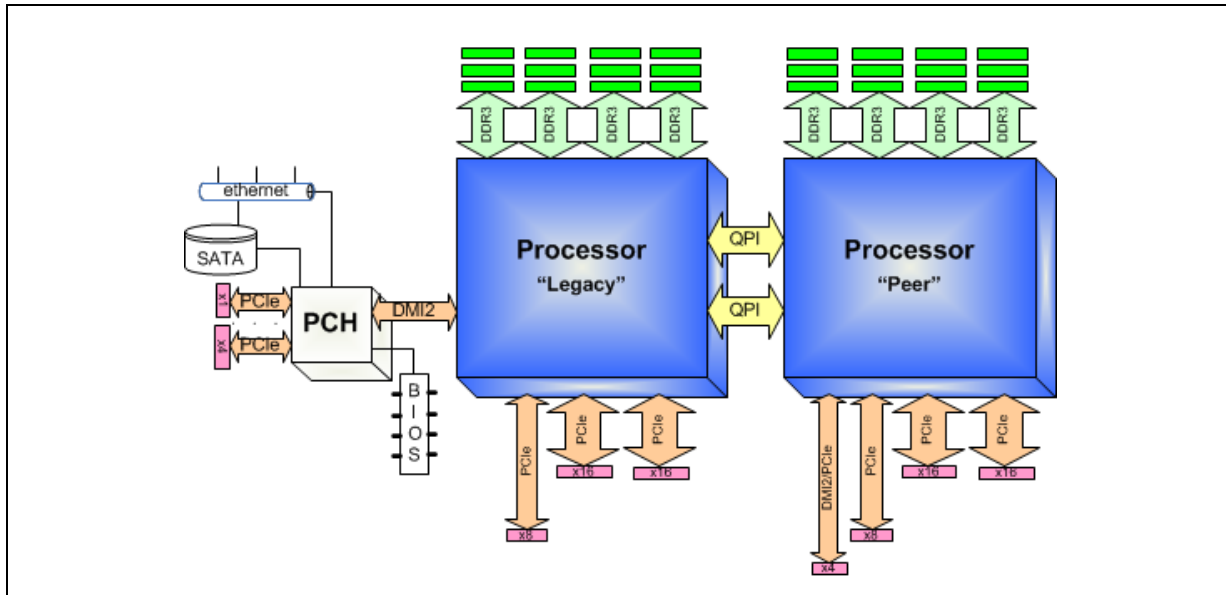 DDR3
DDR3
DDR3
DDR3
DDR3
DDR3
DDR3
DDR3
ethernet
SATA
Processor
“Legacy”
QPI
QPI
Processor
“Peer”
x1
PCIe
x4
PCIe
PCH
DMI2
BIOS
PCIe
x8
PCIe
x16
PCIe
x16
DMI2/PCIe
x4
PCIe
x8
PCIe
x16
PCIe
x16